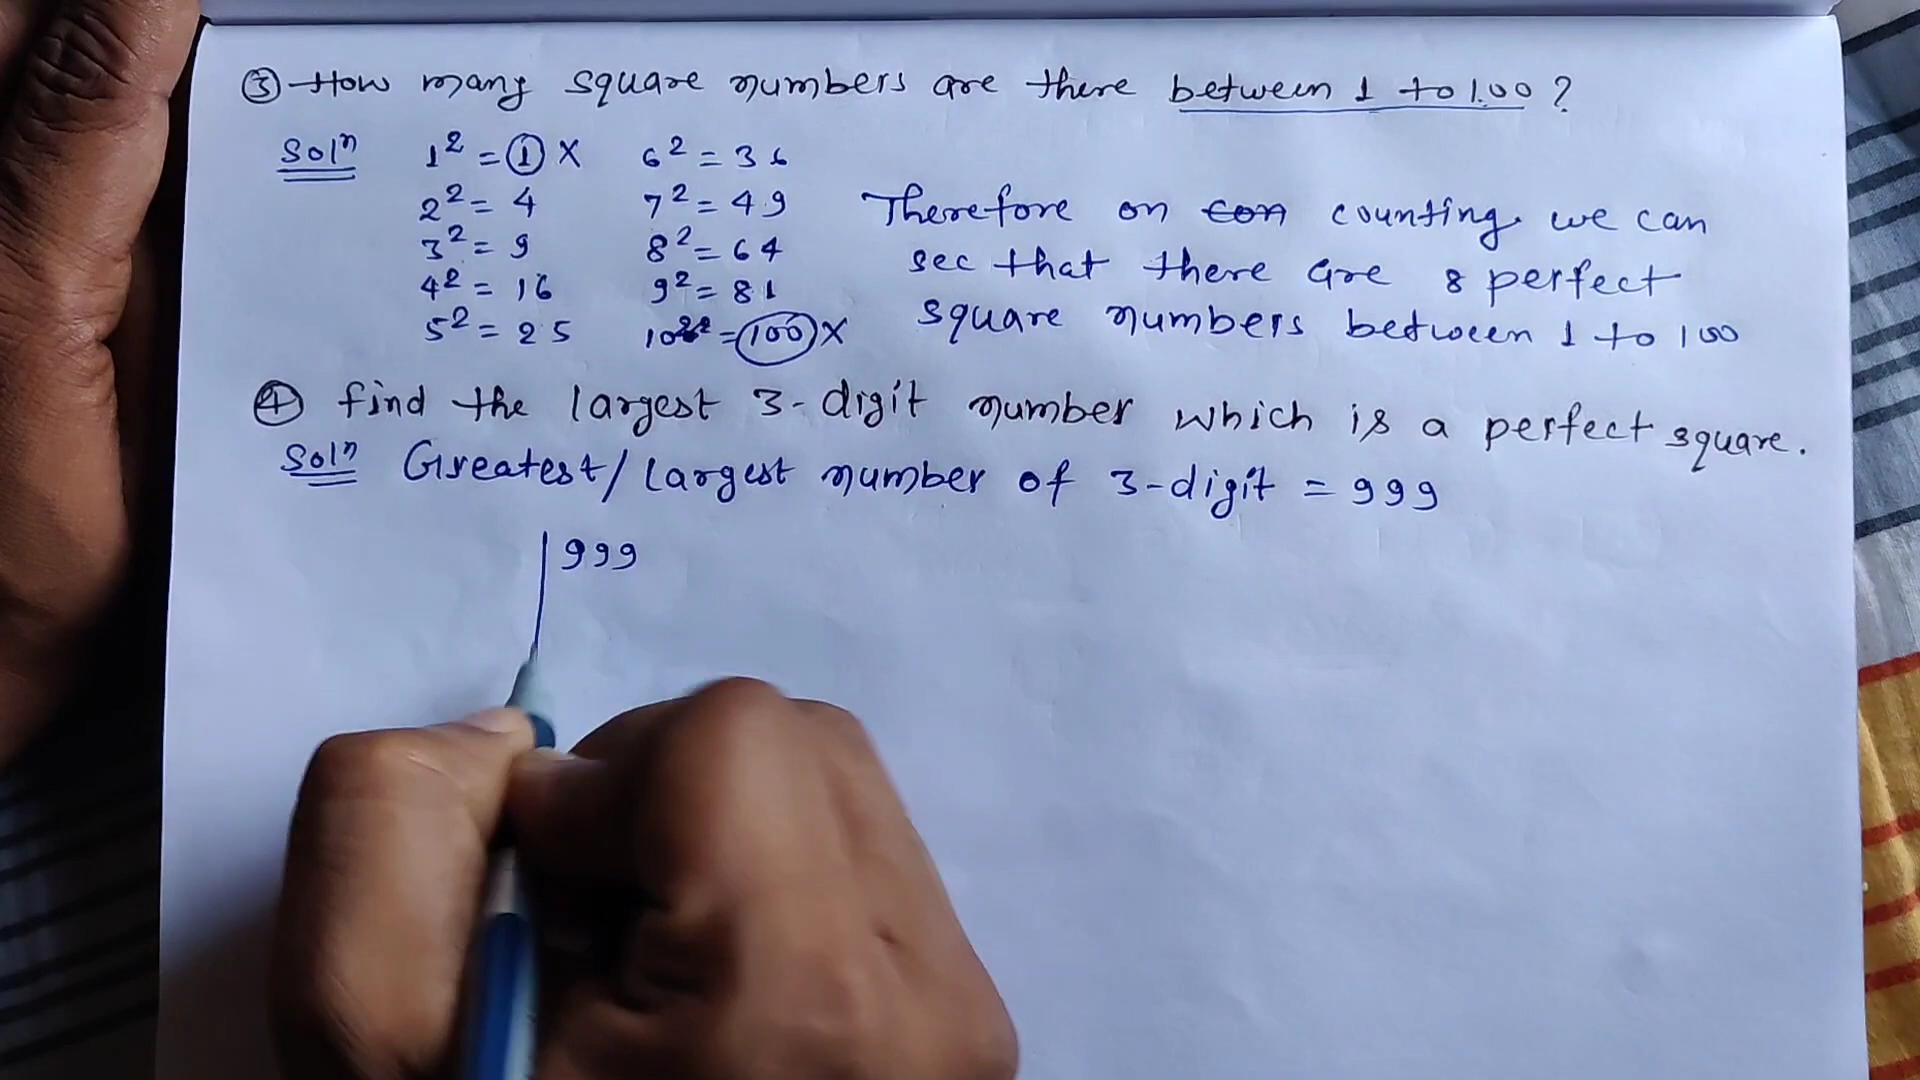 ③ How many square numbers are there between 1 to 100?
Solⁿ 1² = 1 X 6² = 36
2² = 4 7² = 49
3² = 9 8² = 64
4² = 16 9² = 81
5² = 25 10² = 100 X
Therefore on con counting we can
see that there are 8 perfect
square numbers between 1 to 100
④ find the largest 3-digit number which is a perfect square.
Solⁿ Greatest/largest number of 3-digit = 999
999